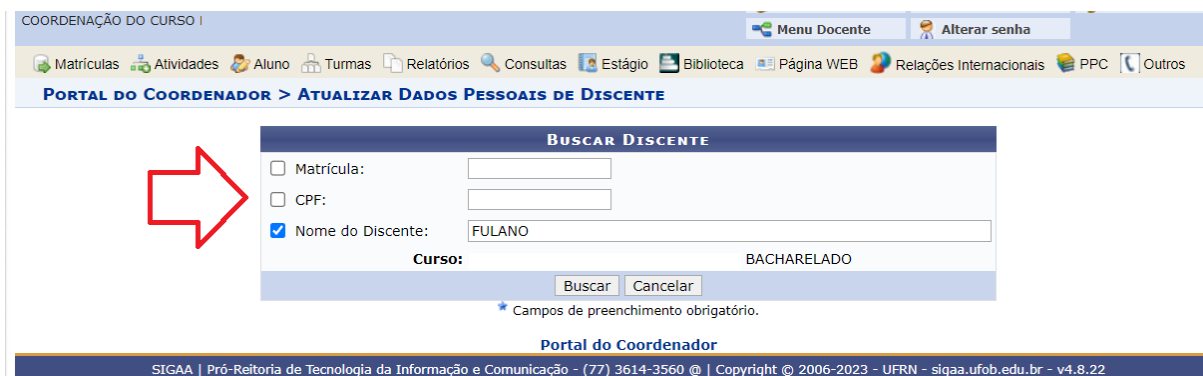 COORDENAÇÃO DO CURSO |
Menu Docente Alterar senha
Matrículas Atividades Aluno Turmas Relatórios Consultas Estágio Biblioteca Página WEB Relações Internacionais PPC Outros
PORTAL DO COORDENADOR > ATUALIZAR DADOS PESSOAIS DE DISCENTE
BUSCAR DISCENTE
Matrícula:
CPF:
Nome do Discente: FULANO
Curso: BACHARELADO
Buscar Cancelar
Campos de preenchimento obrigatório.
Portal do Coordenador
SIGAA | Pró-Reitoria de Tecnologia da Informação e Comunicação - (77) 3614-3560 @ | Copyright © 2006-2023 - UFRN - sigaa.ufob.edu.br - v4.8.22